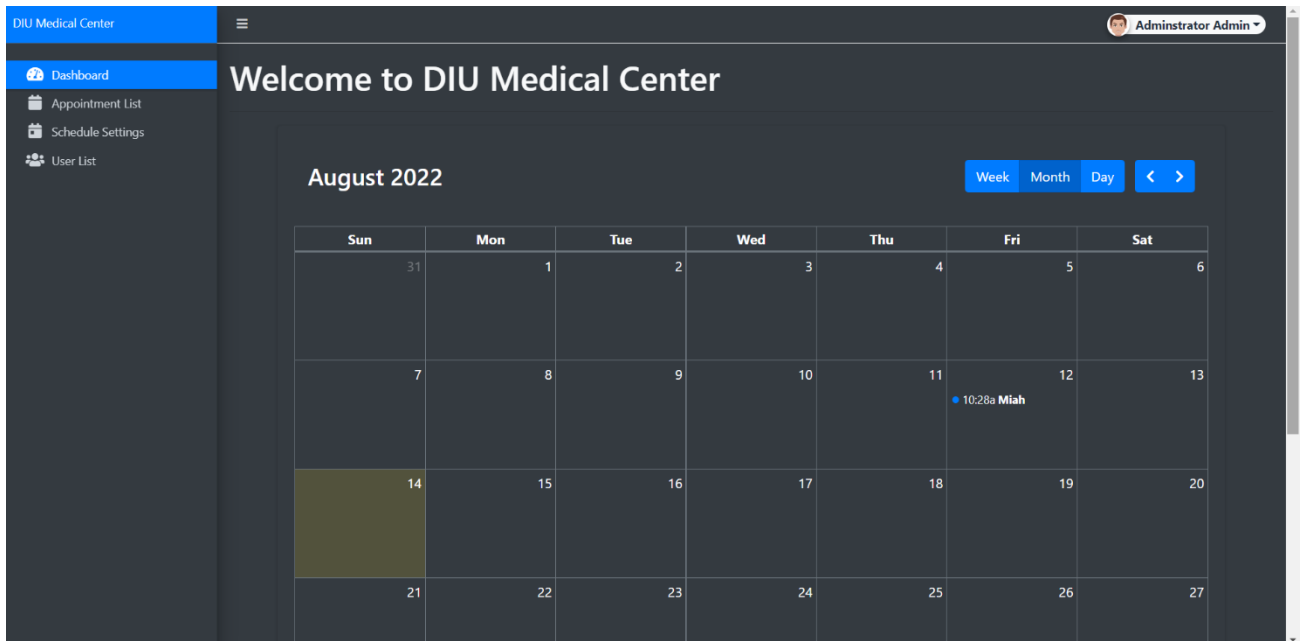 DIU Medical Center
Adminstrator Admin
Dashboard
Appointment List
Schedule Settings
User List
Welcome to DIU Medical Center
August 2022
Week Month Day
Sun Mon Tue Wed Thu Fri Sat
31 1 2 3 4 5 6
7 8 9 10 11 12 13
10:28a Miah
14 15 16 17 18 19 20
21 22 23 24 25 26 27